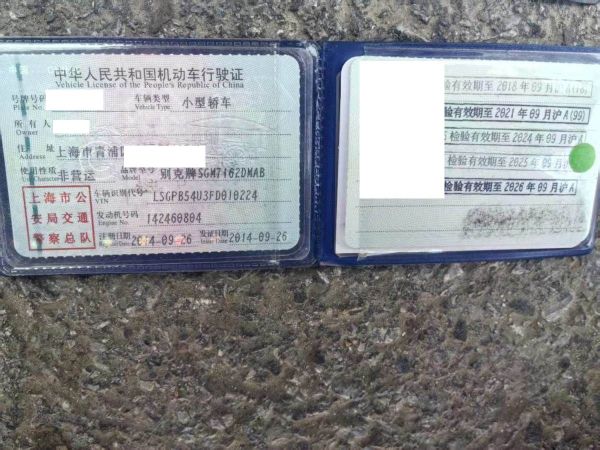 中华人民共和国机动车行驶证
Vehicle License of the People's Republic of China
号牌号码 车辆类型 小型轿车
Plate No. Vehicle Type
所有人
Owner
住址 上海市青浦区
Address
使用性质 非营运 品牌型号 别克牌SGM7162DMAB
上海市公安局交通警察总队
车辆识别代号 LSGPB54U3FD010224
VIN
发动机号码 142460804
Engine No.
注册日期 2014-09-26 发证日期 2014-09-26
Issue Date
验有效期至2018年09月沪A(18)
验有效期至2021年09月沪A(99)
检验有效期至2024年09月沪
检验有效期至2025年09月
检验有效期至2026年09月沪A